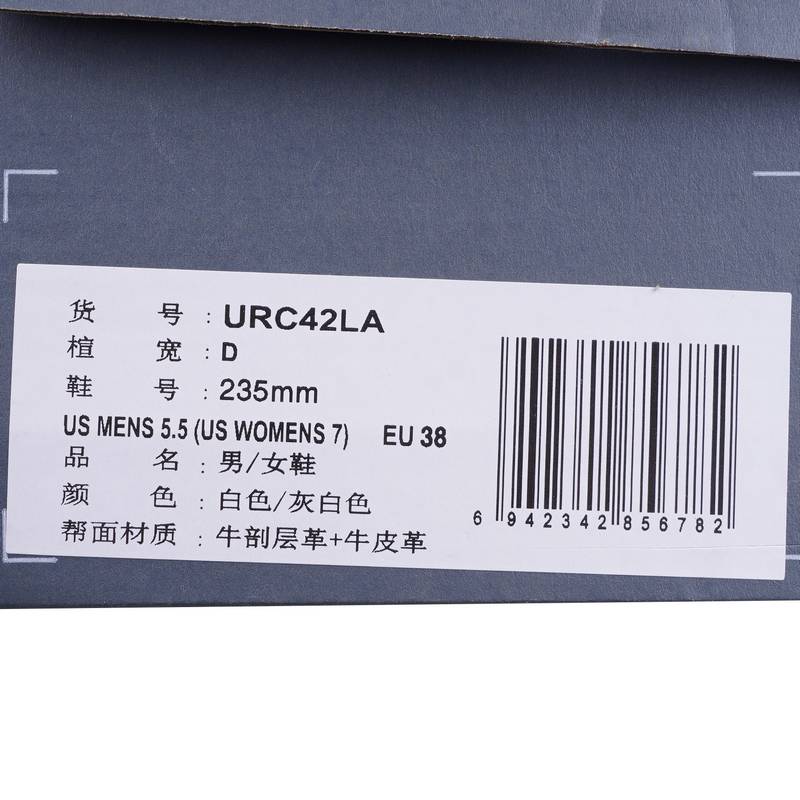 货 号 : URC42LA
楦 宽 : D
鞋 号 : 235mm
US MENS 5.5 (US WOMENS 7) EU 38
品 名 : 男/女鞋
颜 色 : 白色/灰白色
帮面材质 : 牛剖层革+牛皮革
6 942342 856782